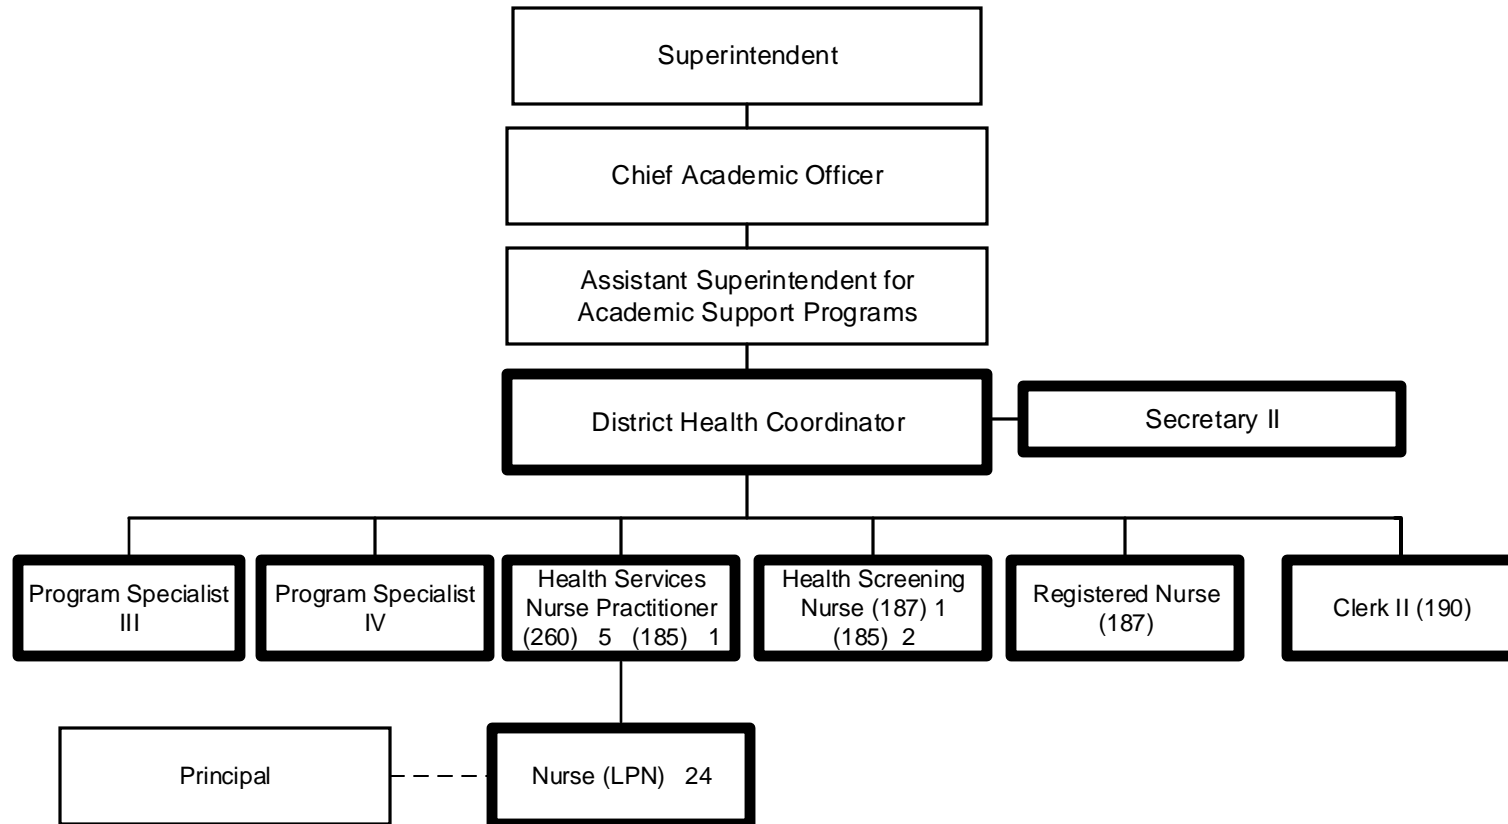 Superintendent
Chief Academic Officer
Assistant Superintendent for
Academic Support Programs
District Health Coordinator
Secretary II
Program Specialist
III
Program Specialist
IV
Health Services
Nurse Practitioner
(260) 5 (185) 1
Health Screening
Nurse (187) 1
(185) 2
Registered Nurse
(187)
Clerk II (190)
Principal
Nurse (LPN) 24